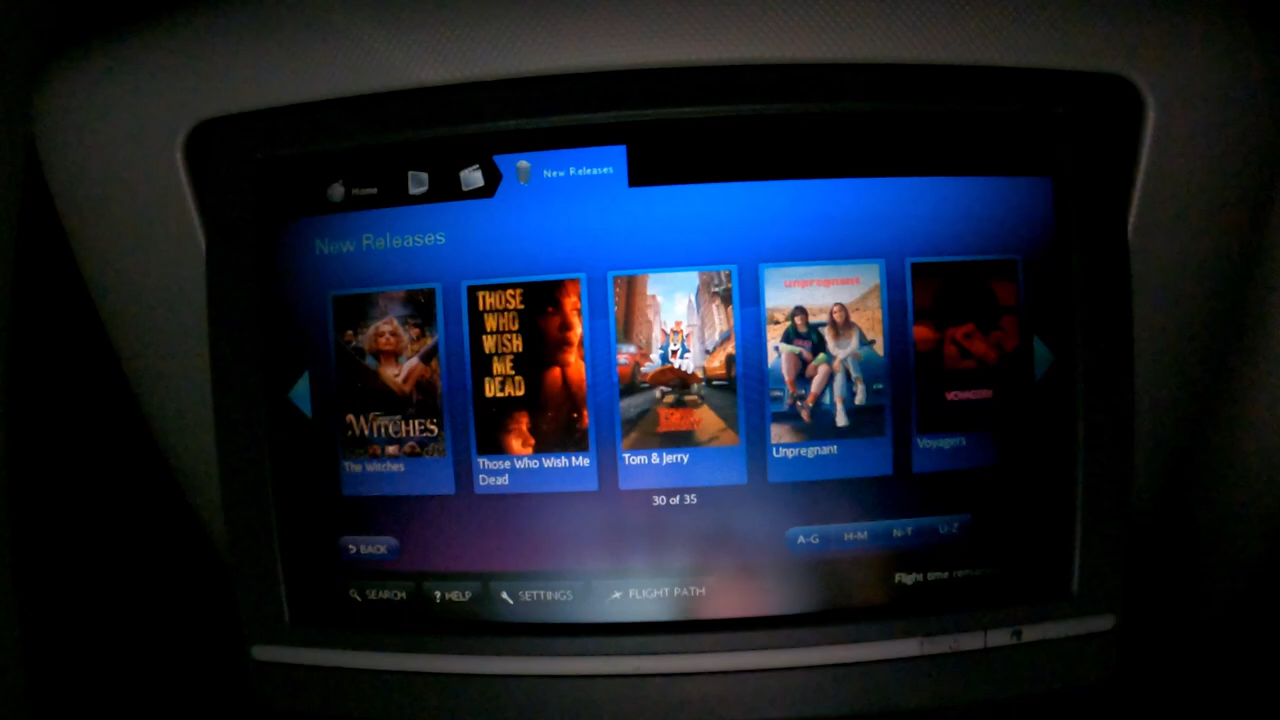 Home
New Releases
New Releases
WITCHES
THOSE
WHO
WISH
ME
DEAD
unpregnant
VOYAGERS
The Witches
Those Who Wish Me
Dead
Tom & Jerry
Unpregnant
Voyagers
30 of 35
A-G H-M N-T U-Z
BACK
Flight time
SEARCH ? HELP SETTINGS FLIGHT PATH